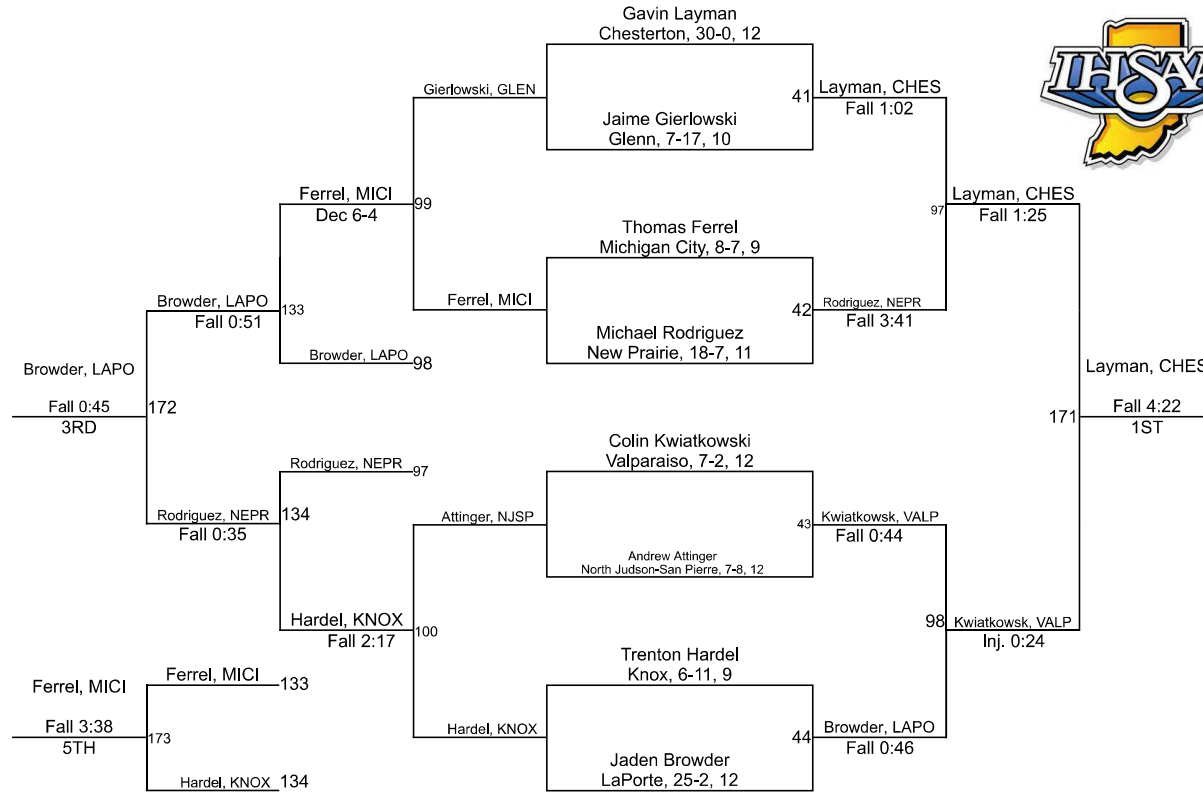 Gavin Layman
Chesterton, 30-0, 12
Gierlowski, GLEN
41
Layman, CHES
Fall 1:02
Jaime Gierlowski
Glenn, 7-17, 10
IHSAA
Ferrel, MICI
99
Dec 6-4
97
Layman, CHES
Fall 1:25
Thomas Ferrel
Michigan City, 8-7, 9
Browder, LAPO
133
Fall 0:51
Ferrel, MICI
42
Rodriguez, NEPR
Fall 3:41
Michael Rodriguez
New Prairie, 18-7, 11
Browder, LAPO
98
Browder, LAPO
Fall 0:45
172
3RD
Layman, CHES
171
Fall 4:22
1ST
Colin Kwiatkowski
Valparaiso, 7-2, 12
Rodriguez, NEPR
97
Rodriguez, NEPR
134
Fall 0:35
Attinger, NJSP
43
Kwiatkowsk, VALP
Fall 0:44
Andrew Attinger
North Judson-San Pierre, 7-8, 12
Hardel, KNOX
100
Fall 2:17
98
Kwiatkowsk, VALP
Inj. 0:24
Trenton Hardel
Knox, 6-11, 9
Ferrel, MICI
Ferrel, MICI
133
Fall 3:38
173
5TH
Hardel, KNOX
134
Hardel, KNOX
44
Browder, LAPO
Fall 0:46
Jaden Browder
LaPorte, 25-2, 12